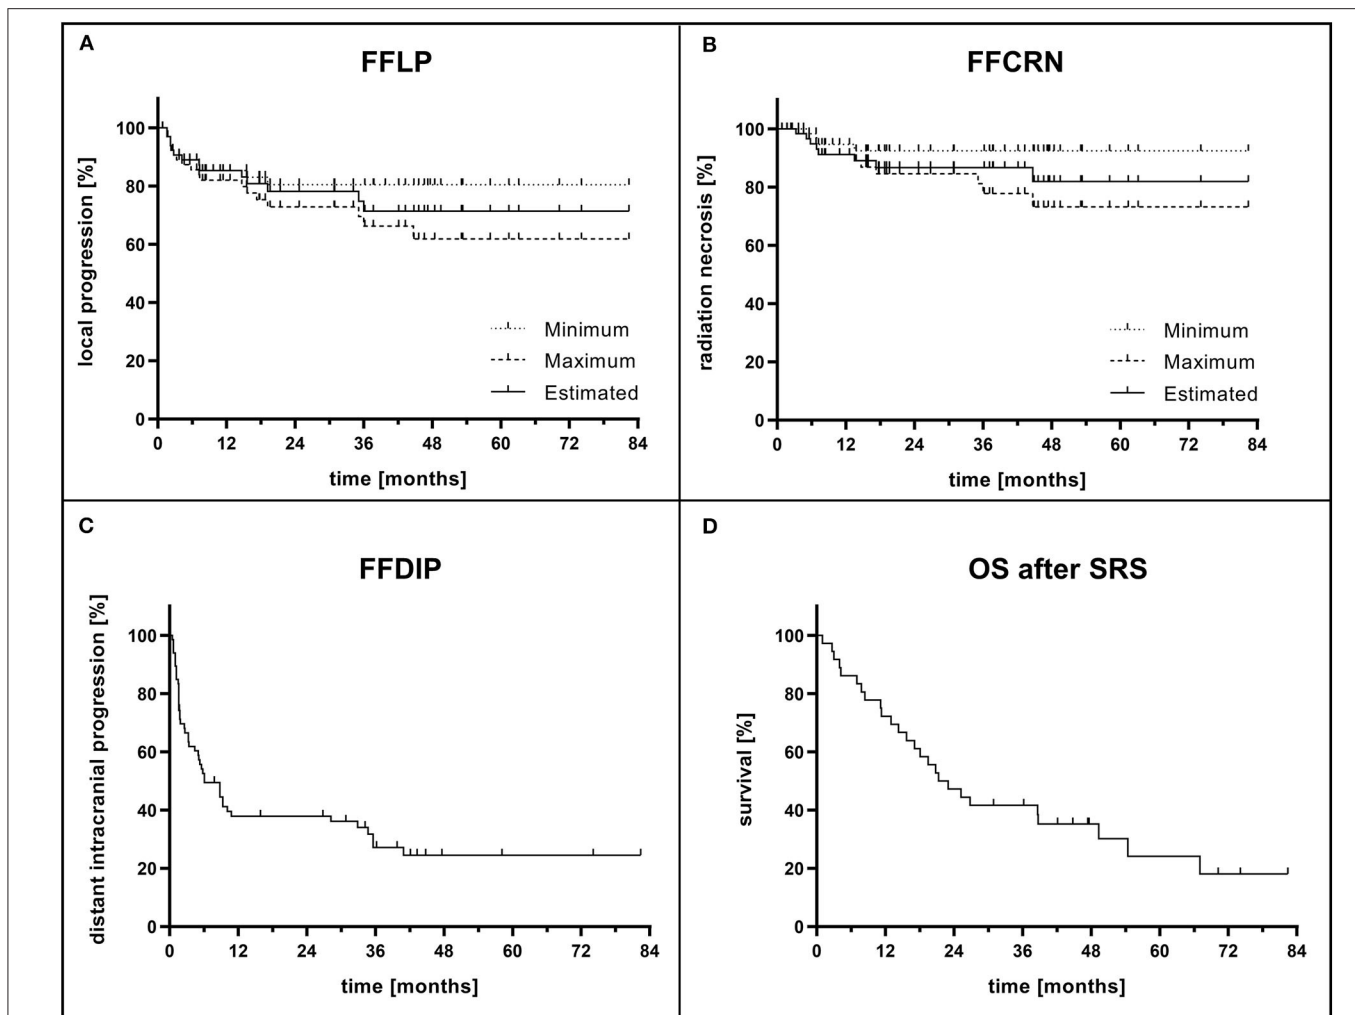 A
FFLP
local progression [%]
100
80
60
40
20
0
Minimum
Maximum
Estimated
0 12 24 36 48 60 72 84
time [months]
B
FFCRN
radiation necrosis [%]
100
80
60
40
20
0
Minimum
Maximum
Estimated
0 12 24 36 48 60 72 84
time [months]
C
FFDIP
distant intracranial progression [%]
100
80
60
40
20
0
0 12 24 36 48 60 72 84
time [months]
D
OS after SRS
survival [%]
100
80
60
40
20
0
0 12 24 36 48 60 72 84
time [months]